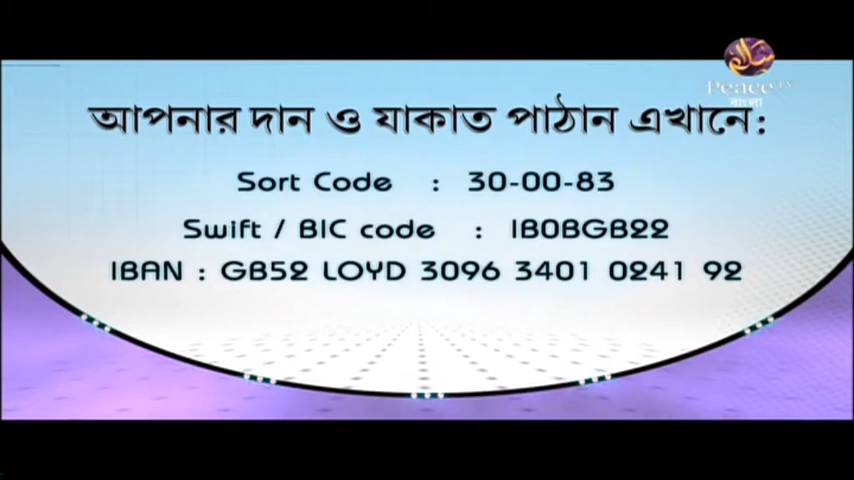 Peace TV
বাংলা
আপনার দান ও যাকাত পাঠান এখানে:
Sort Code : 30-00-83
Swift / BIC code : IBOBGB22
IBAN : GB52 LOYD 3096 3401 0241 92